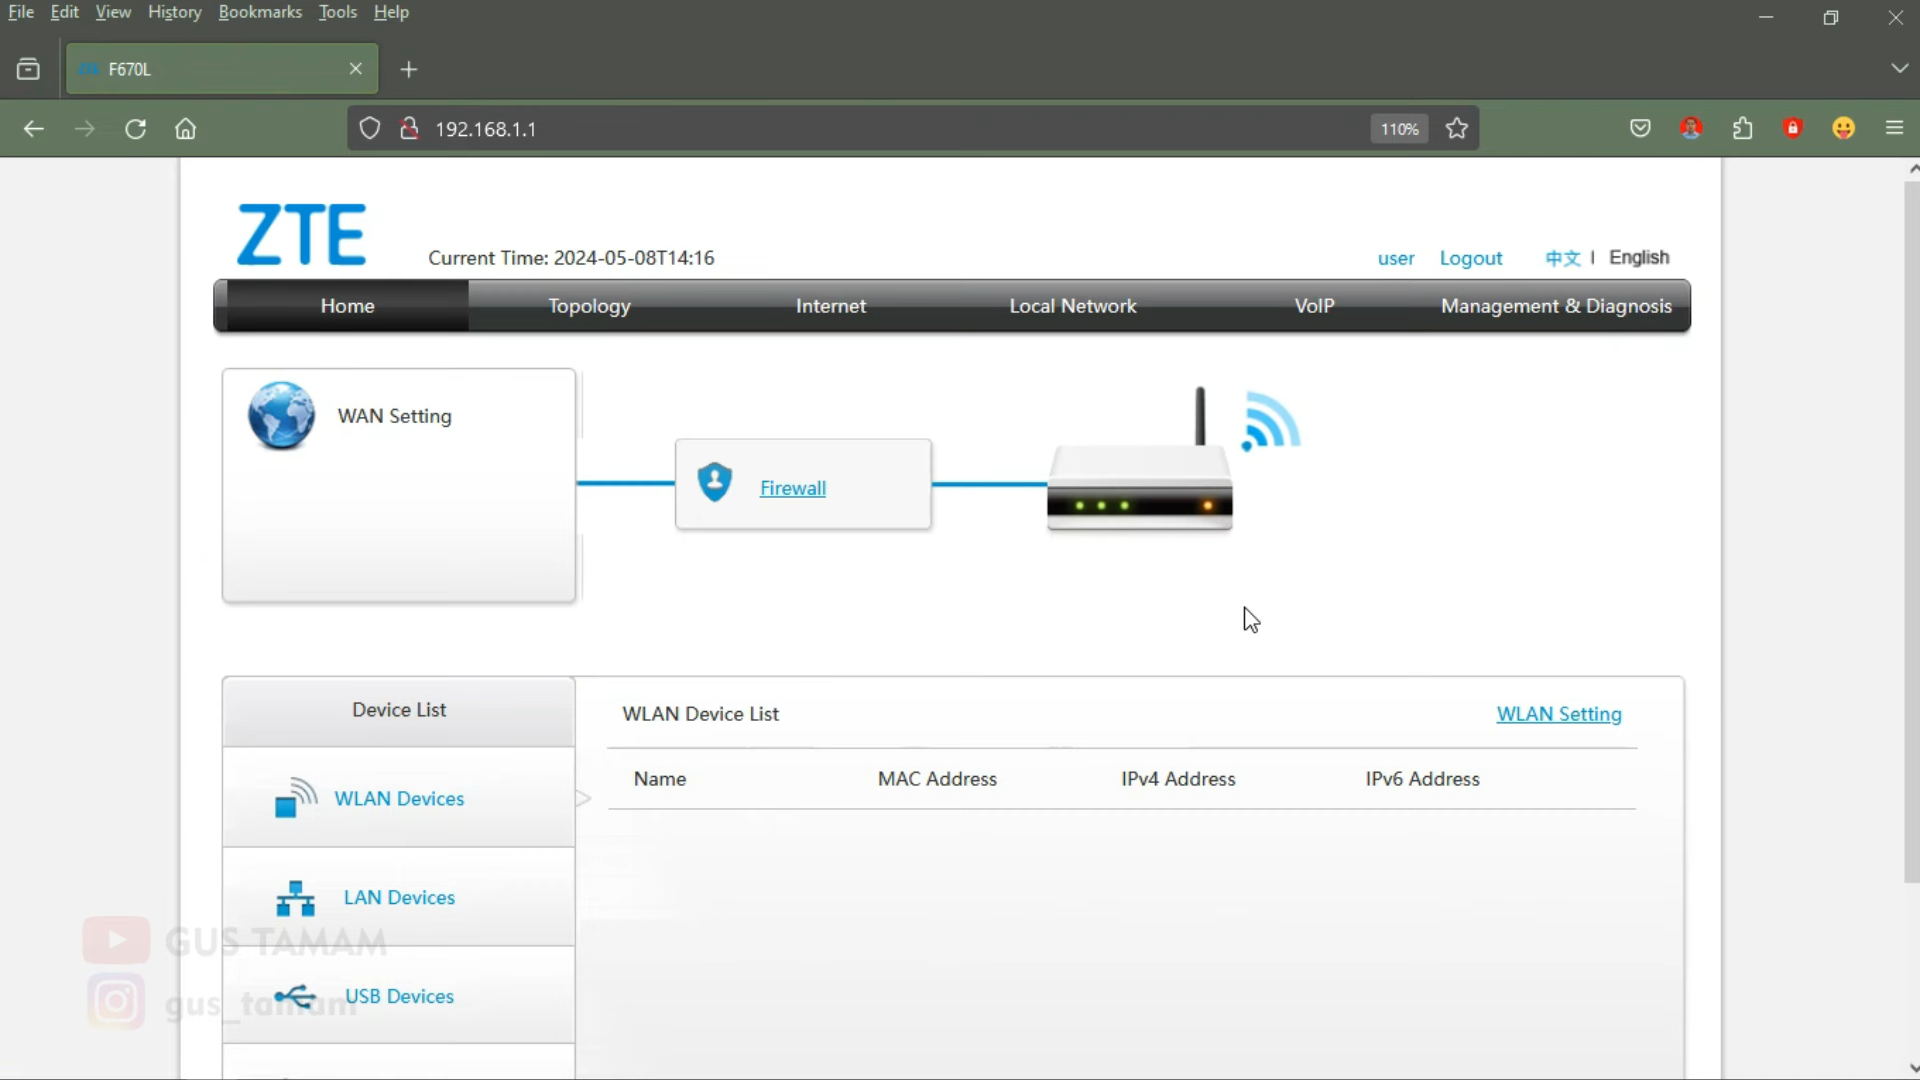 File Edit View History Bookmarks Tools Help
F670L
192.168.1.1
110%
ZTE
Current Time: 2024-05-08T14:16
user Logout 中文 | English
Home Topology Internet Local Network VoIP Management & Diagnosis
WAN Setting
Firewall
Device List
WLAN Device List
WLAN Setting
Name MAC Address IPv4 Address IPv6 Address
WLAN Devices
LAN Devices
GUS TAMAM
USB Devices
gus_tamam